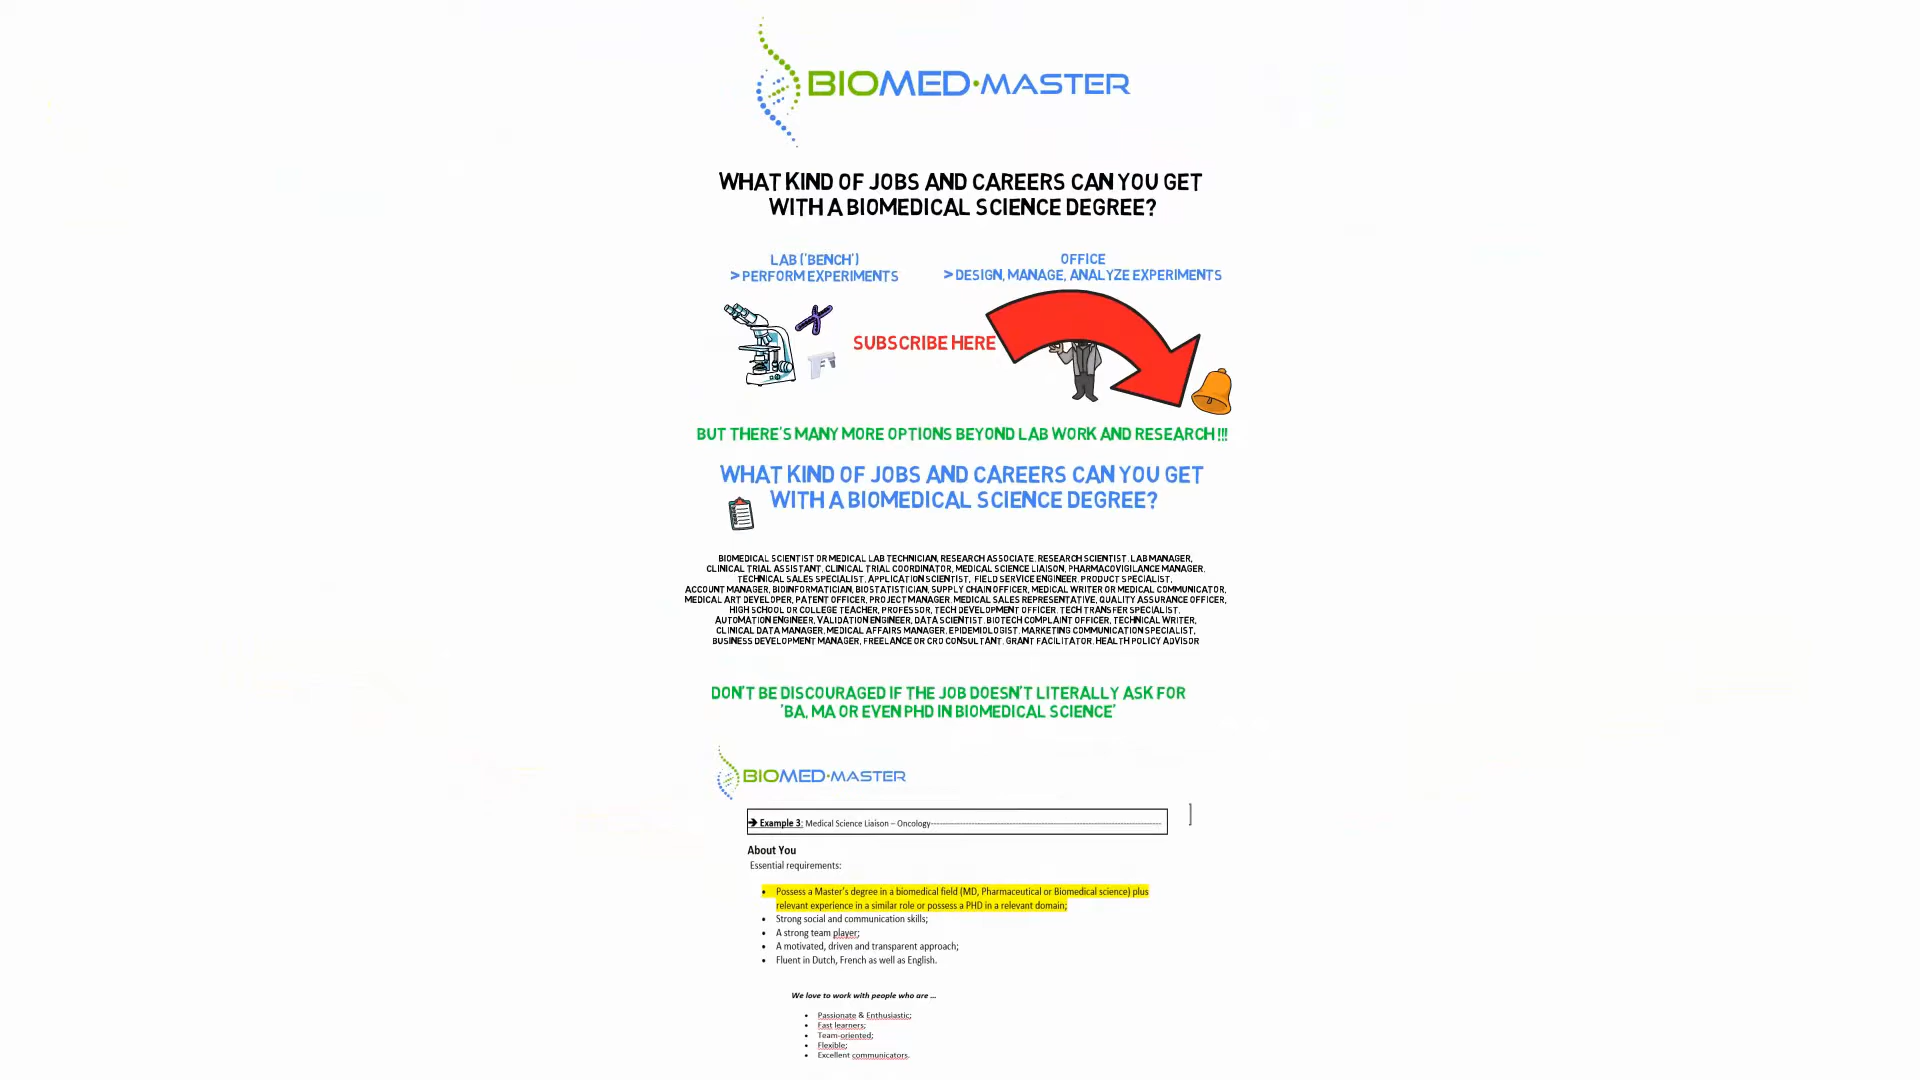 BIOMED·MASTER
WHAT KIND OF JOBS AND CAREERS CAN YOU GET
WITH A BIOMEDICAL SCIENCE DEGREE?
LAB ('BENCH')
> PERFORM EXPERIMENTS
OFFICE
> DESIGN, MANAGE, ANALYZE EXPERIMENTS
SUBSCRIBE HERE
BUT THERE'S MANY MORE OPTIONS BEYOND LAB WORK AND RESEARCH !!!
WHAT KIND OF JOBS AND CAREERS CAN YOU GET
WITH A BIOMEDICAL SCIENCE DEGREE?
BIOMEDICAL SCIENTIST OR MEDICAL LAB TECHNICIAN, RESEARCH ASSOCIATE, RESEARCH SCIENTIST, LAB MANAGER,
CLINICAL TRIAL ASSISTANT, CLINICAL TRIAL COORDINATOR, MEDICAL SCIENCE LIAISON, PHARMACOVIGILANCE MANAGER,
TECHNICAL SALES SPECIALIST, APPLICATION SCIENTIST, FIELD SERVICE ENGINEER, PRODUCT SPECIALIST,
ACCOUNT MANAGER, BIOINFORMATICIAN, BIOSTATISTICIAN, SUPPLY CHAIN OFFICER, MEDICAL WRITER OR MEDICAL COMMUNICATOR,
MEDICAL ART DEVELOPER, PATENT OFFICER, PROJECT MANAGER, MEDICAL SALES REPRESENTATIVE, QUALITY ASSURANCE OFFICER,
HIGH SCHOOL OR COLLEGE TEACHER, PROFESSOR, TECH DEVELOPMENT OFFICER, TECH TRANSFER SPECIALIST,
AUTOMATION ENGINEER, VALIDATION ENGINEER, DATA SCIENTIST, BIOTECH COMPLAINT OFFICER, TECHNICAL WRITER,
CLINICAL DATA MANAGER, MEDICAL AFFAIRS MANAGER, EPIDEMIOLOGIST, MARKETING COMMUNICATION SPECIALIST,
BUSINESS DEVELOPMENT MANAGER, FREELANCE OR CRO CONSULTANT, GRANT FACILITATOR, HEALTH POLICY ADVISOR
DON'T BE DISCOURAGED IF THE JOB DOESN'T LITERALLY ASK FOR
'BA, MA OR EVEN PHD IN BIOMEDICAL SCIENCE'
BIOMED·MASTER
➔ Example 3: Medical Science Liaison – Oncology
About You
Essential requirements:
• Possess a Master's degree in a biomedical field (MD, Pharmaceutical or Biomedical science) plus
relevant experience in a similar role or possess a PHD in a relevant domain;
• Strong social and communication skills;
• A strong team player;
• A motivated, driven and transparent approach;
• Fluent in Dutch, French as well as English.
We love to work with people who are ...
• Passionate & Enthusiastic;
• Fast learners;
• Team-oriented;
• Flexible;
• Excellent communicators.